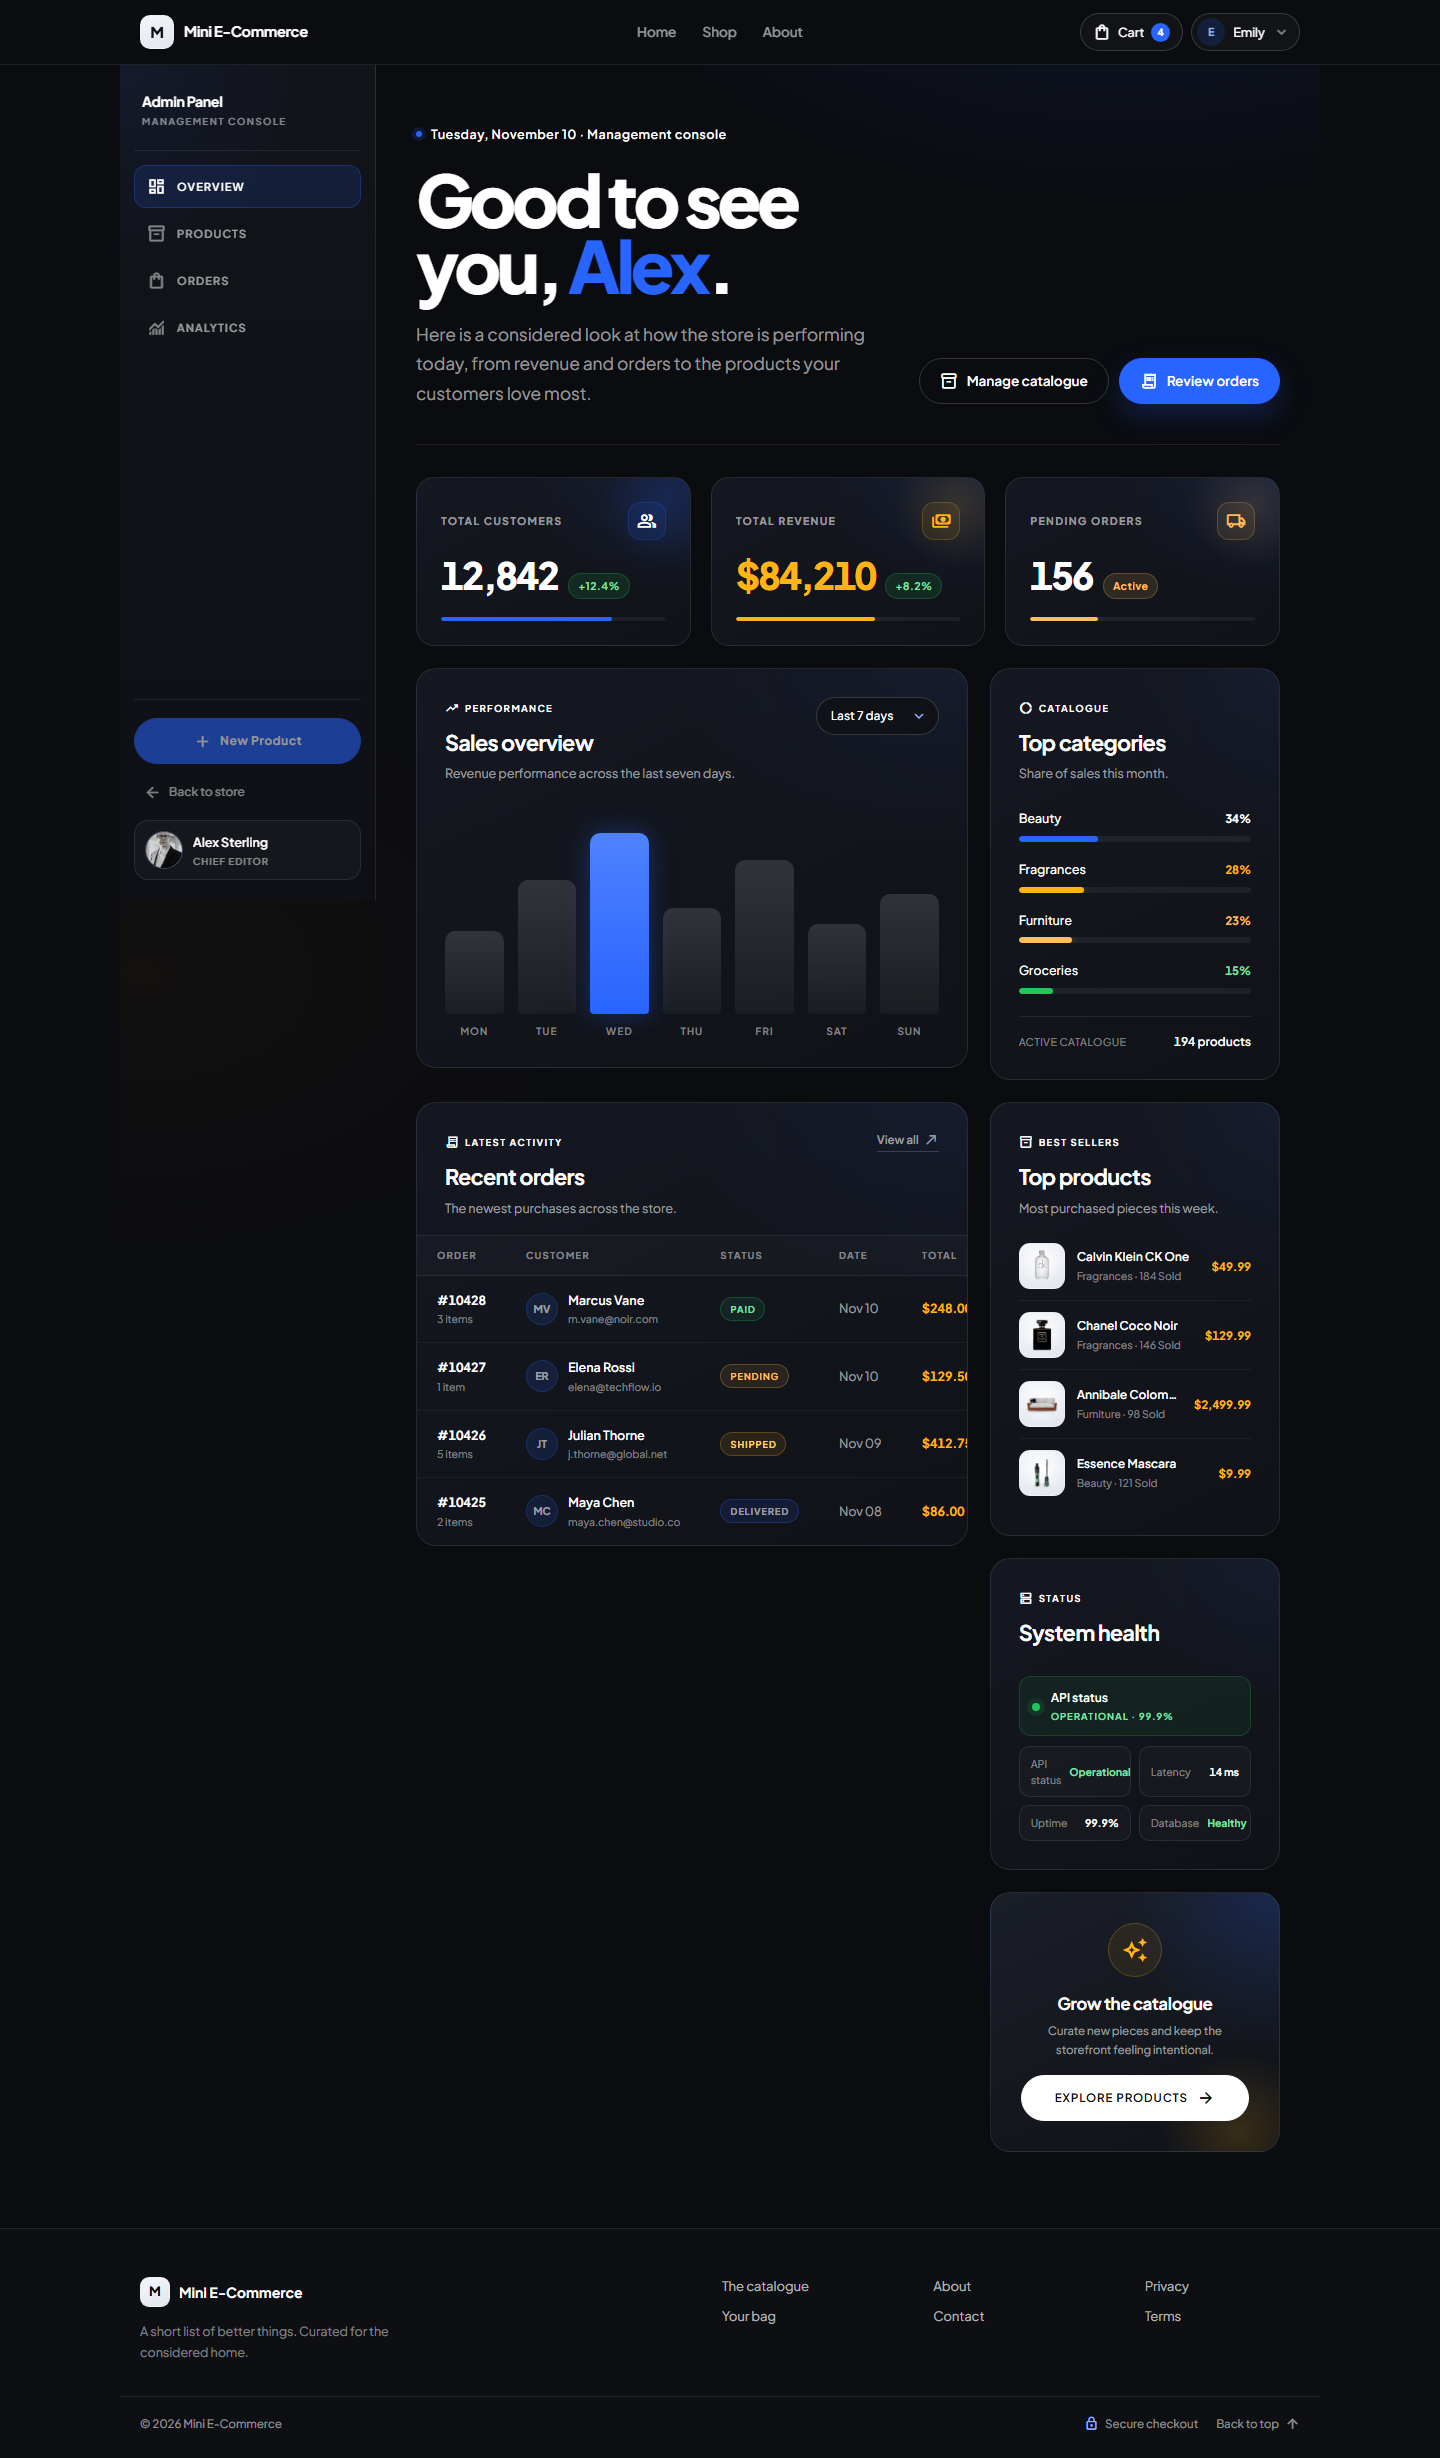 M Mini E-Commerce
Home Shop About
Cart 4
E Emily
Admin Panel
MANAGEMENT CONSOLE
OVERVIEW
PRODUCTS
ORDERS
ANALYTICS
New Product
Back to store
Alex Sterling
CHIEF EDITOR
Tuesday, November 10 · Management console
Good to see
you, Alex.
Here is a considered look at how the store is performing
today, from revenue and orders to the products your
customers love most.
Manage catalogue
Review orders
TOTAL CUSTOMERS
12,842 +12.4%
TOTAL REVENUE
$84,210 +8.2%
PENDING ORDERS
156 Active
PERFORMANCE
Sales overview
Revenue performance across the last seven days.
Last 7 days
MON TUE WED THU FRI SAT SUN
CATALOGUE
Top categories
Share of sales this month.
Beauty 34%
Fragrances 28%
Furniture 23%
Groceries 15%
ACTIVE CATALOGUE 194 products
LATEST ACTIVITY
Recent orders
The newest purchases across the store.
View all
ORDER CUSTOMER STATUS DATE TOTAL
#10428 Marcus Vane PAID Nov 10 $248.00
3 items m.vane@noir.com
#10427 Elena Rossi PENDING Nov 10 $129.50
1 item elena@techflow.io
#10426 Julian Thorne SHIPPED Nov 09 $412.75
5 items j.thorne@global.net
#10425 Maya Chen DELIVERED Nov 08 $86.00
2 items maya.chen@studio.co
MV
ER
JT
MC
BEST SELLERS
Top products
Most purchased pieces this week.
Calvin Klein CK One $49.99
Fragrances · 184 Sold
Chanel Coco Noir $129.99
Fragrances · 146 Sold
Annibale Colom... $2,499.99
Furniture · 98 Sold
Essence Mascara $9.99
Beauty · 121 Sold
STATUS
System health
API status
OPERATIONAL · 99.9%
API
status Operational
Latency 14 ms
Uptime 99.9%
Database Healthy
Grow the catalogue
Curate new pieces and keep the
storefront feeling intentional.
EXPLORE PRODUCTS
M Mini E-Commerce
A short list of better things. Curated for the
considered home.
The catalogue
Your bag
About
Contact
Privacy
Terms
© 2026 Mini E-Commerce
Secure checkout
Back to top